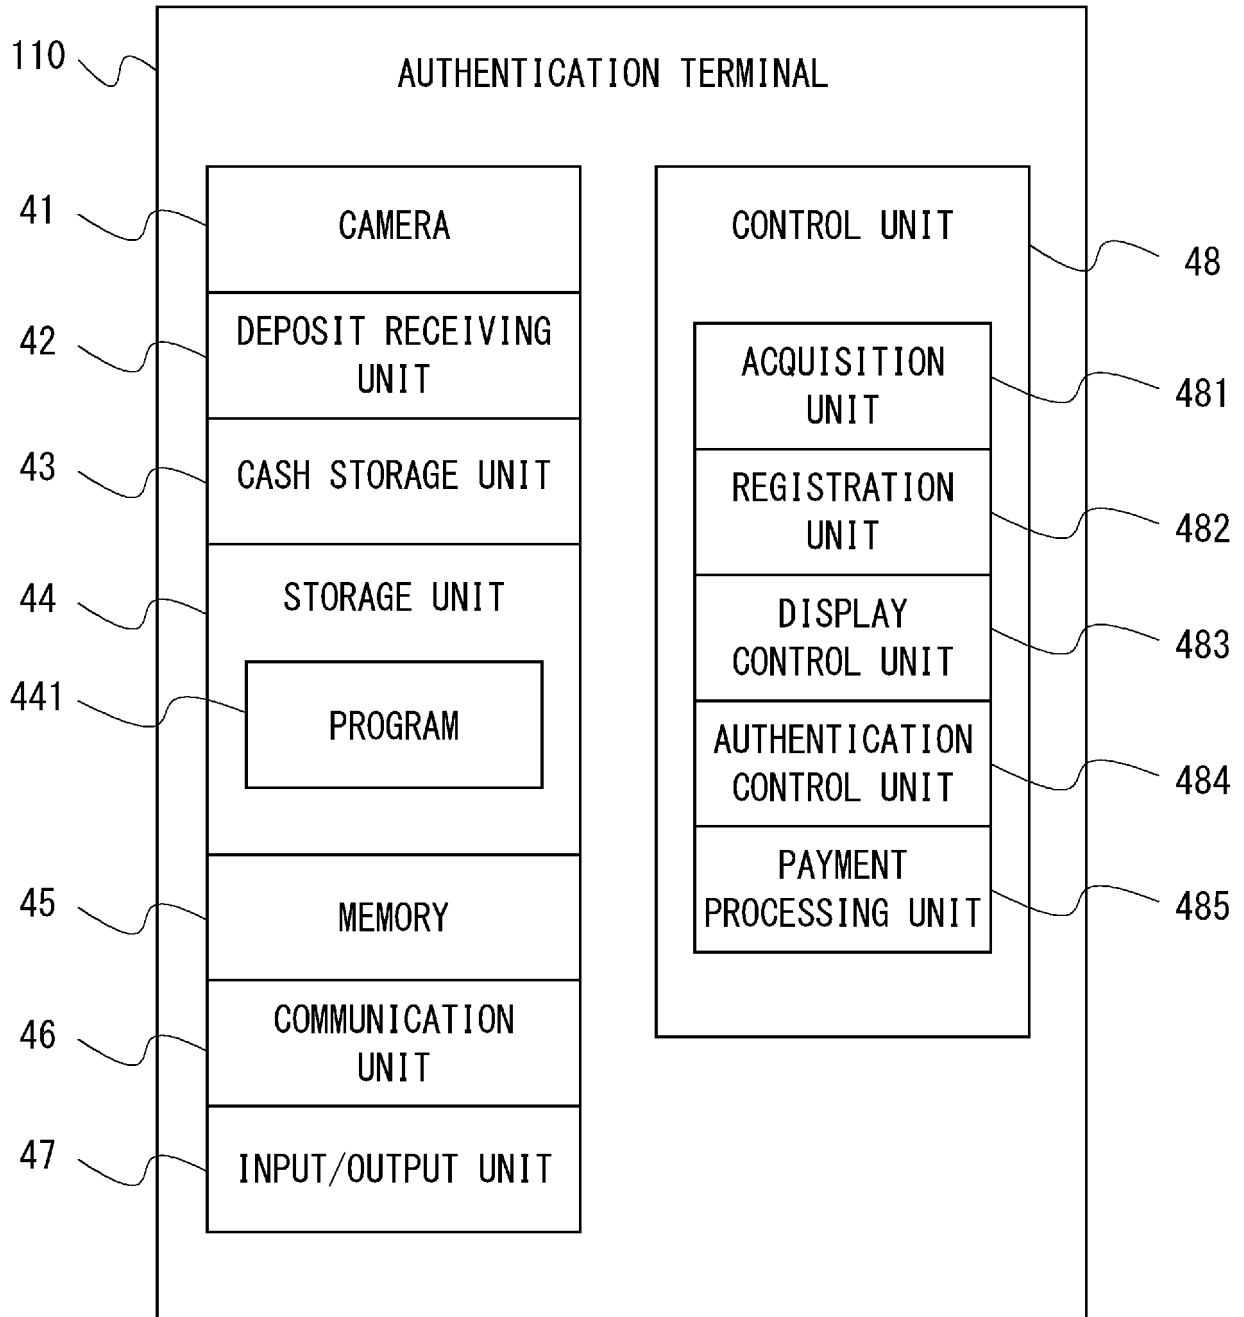 110
AUTHENTICATION TERMINAL
41
CAMERA
42
DEPOSIT RECEIVING
UNIT
43
CASH STORAGE UNIT
44
STORAGE UNIT
441
PROGRAM
45
MEMORY
46
COMMUNICATION
UNIT
47
INPUT/OUTPUT UNIT
CONTROL UNIT
48
ACQUISITION
UNIT
481
REGISTRATION
UNIT
482
DISPLAY
CONTROL UNIT
483
AUTHENTICATION
CONTROL UNIT
484
PAYMENT
PROCESSING UNIT
485